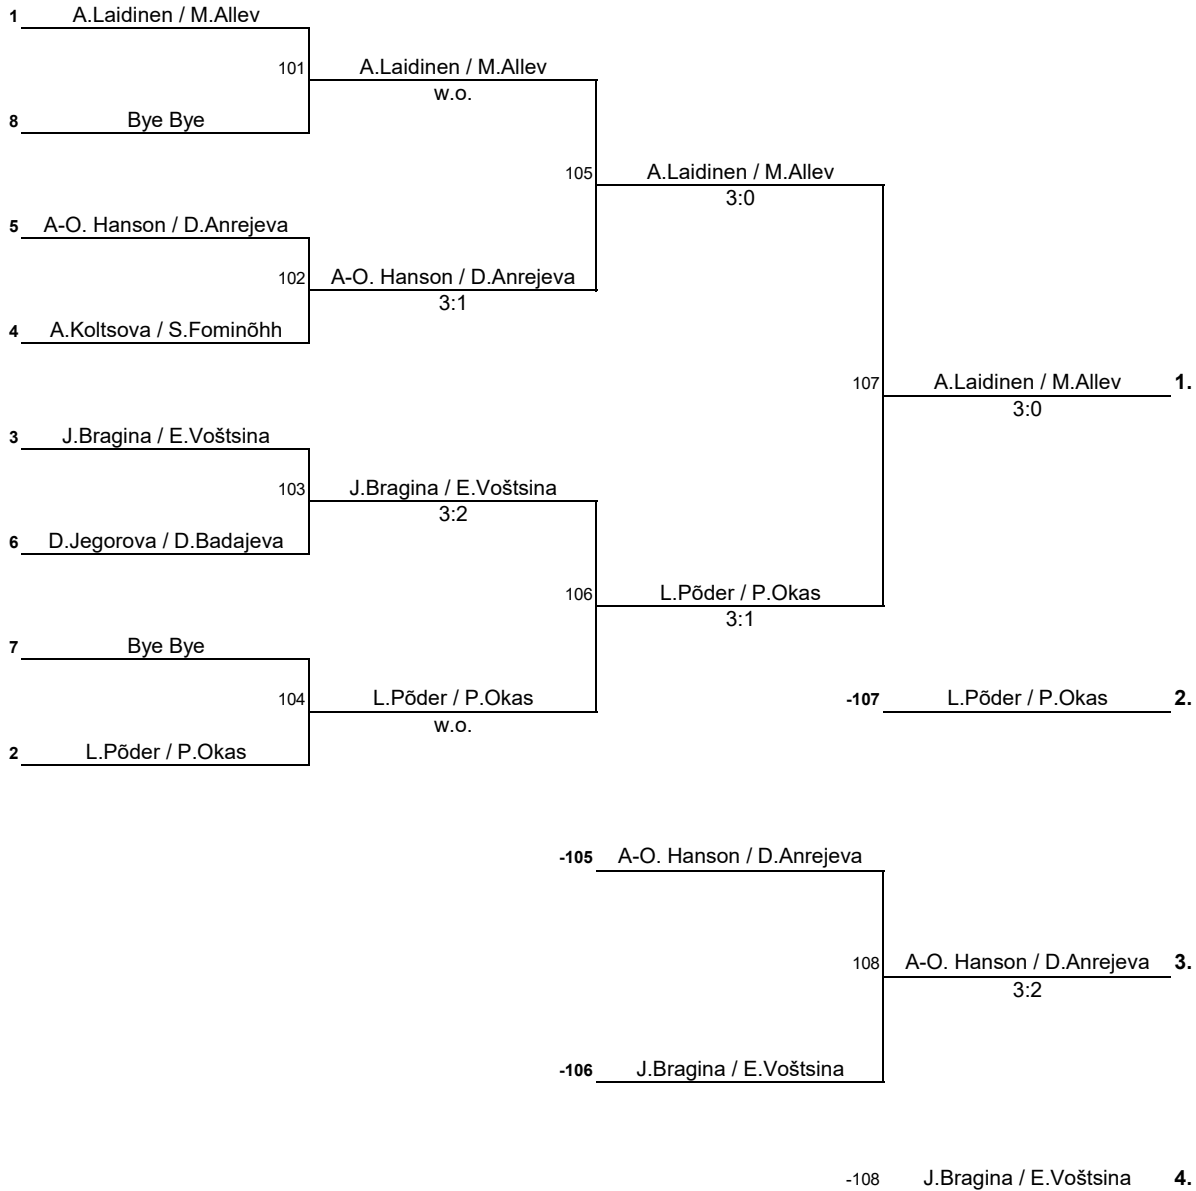 1 A.Laidinen / M.Allev
101 A.Laidinen / M.Allev
w.o.
8 Bye Bye
105 A.Laidinen / M.Allev
3:0
5 A-O. Hanson / D.Anrejeva
102 A-O. Hanson / D.Anrejeva
3:1
4 A.Koltsova / S.Fominõhh
107 A.Laidinen / M.Allev 1.
3:0
3 J.Bragina / E.Voštsina
103 J.Bragina / E.Voštsina
3:2
6 D.Jegorova / D.Badajeva
106 L.Põder / P.Okas
3:1
7 Bye Bye
104 L.Põder / P.Okas
w.o.
-107 L.Põder / P.Okas 2.
2 L.Põder / P.Okas
-105 A-O. Hanson / D.Anrejeva
108 A-O. Hanson / D.Anrejeva 3.
3:2
-106 J.Bragina / E.Voštsina
-108 J.Bragina / E.Voštsina 4.